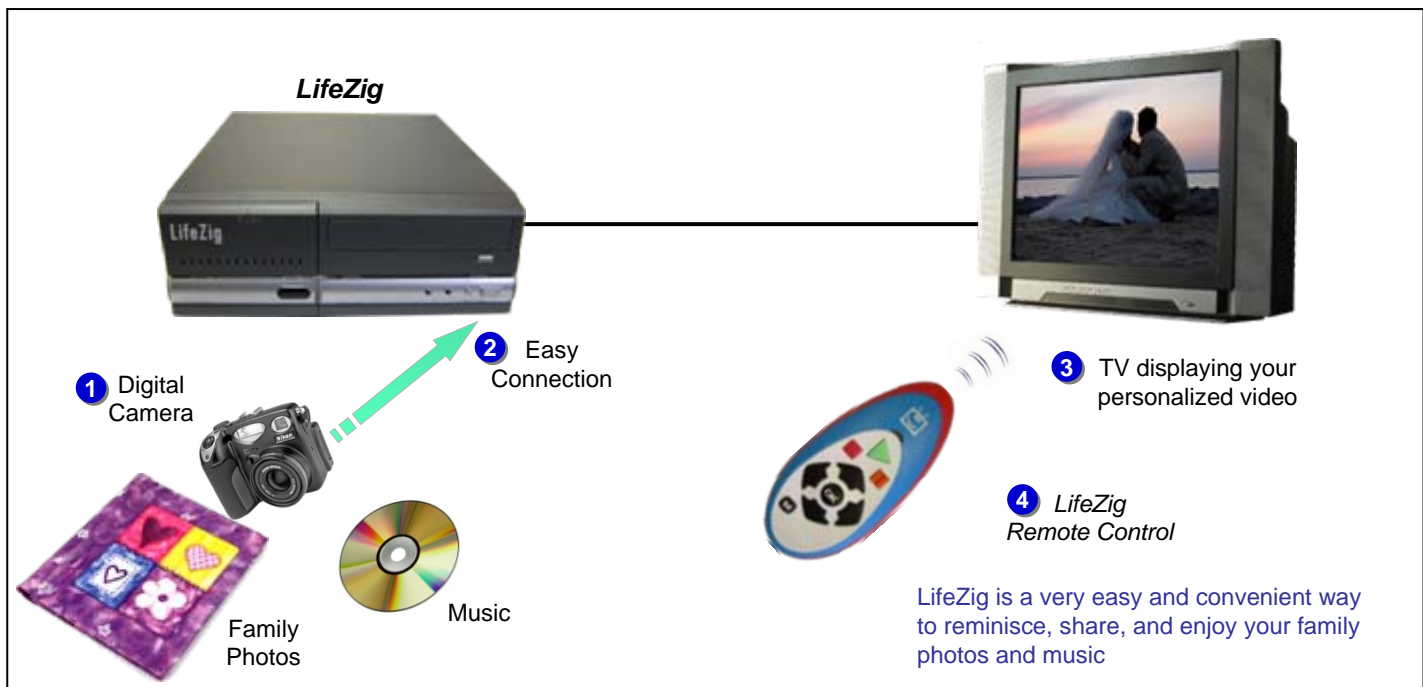 LifeZig
LifeZig
2 Easy
Connection
1 Digital
Camera
Nikon
3 TV displaying your
personalized video
4 LifeZig
Remote Control
Music
Family
Photos
LifeZig is a very easy and convenient way
to reminisce, share, and enjoy your family
photos and music